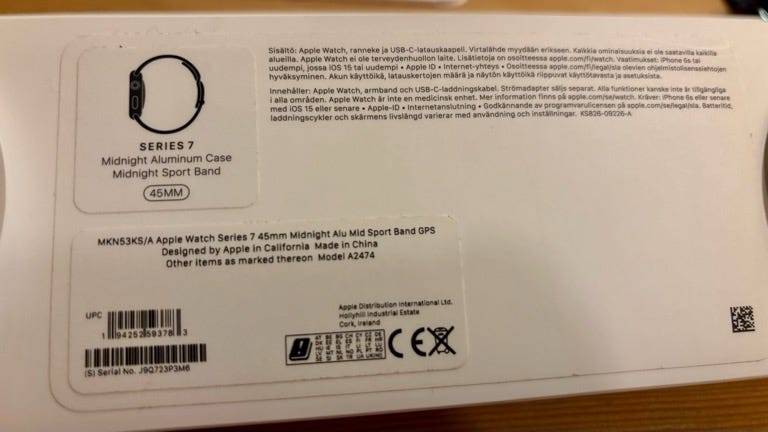 SERIES 7
Midnight Aluminum Case
Midnight Sport Band
45MM
Sisältö: Apple Watch, ranneke ja USB-C-latauskaapeli. Virtalähde myydään erikseen. Kaikkia ominaisuuksia ei ole saatavilla kaikilla
alueilla. Apple Watch ei ole terveydenhuollon laite. Lisätietoja on osoitteessa apple.com/fi/watch. Vaatimukset: iPhone 6s tai
uudempi, jossa iOS 15 tai uudempi • Apple ID • Internet-yhteys • Osoitteessa apple.com/legal/sla olevien ohjelmistolisenssiehtojen
hyväksyminen. Akun käyttöikä, latauskertojen määrä ja näytön käyttöikä riippuvat käyttötavasta ja asetuksista.
Innehåller: Apple Watch, armband och USB-C-laddningskabel. Strömadapter säljs separat. Alla funktioner kanske inte är tillgängliga
i alla områden. Apple Watch är inte en medicinsk enhet. Mer information finns på apple.com/se/watch. Kräver: iPhone 6s eller senare
med iOS 15 eller senare • Apple-ID • Internetanslutning • Godkännande av programvarulicensen på apple.com/se/legal/sla. Batteritid,
laddningscykler och skärmens livslängd varierar med användning och inställningar. KS826-09226-A
MKN53KS/A Apple Watch Series 7 45mm Midnight Alu Mid Sport Band GPS
Designed by Apple in California Made in China
Other items as marked thereon Model A2474
UPC
1 94252 59378 3
(S) Serial No. J9Q723P3M6
Apple Distribution International Ltd.
Hollyhill Industrial Estate
Cork, Ireland
CE